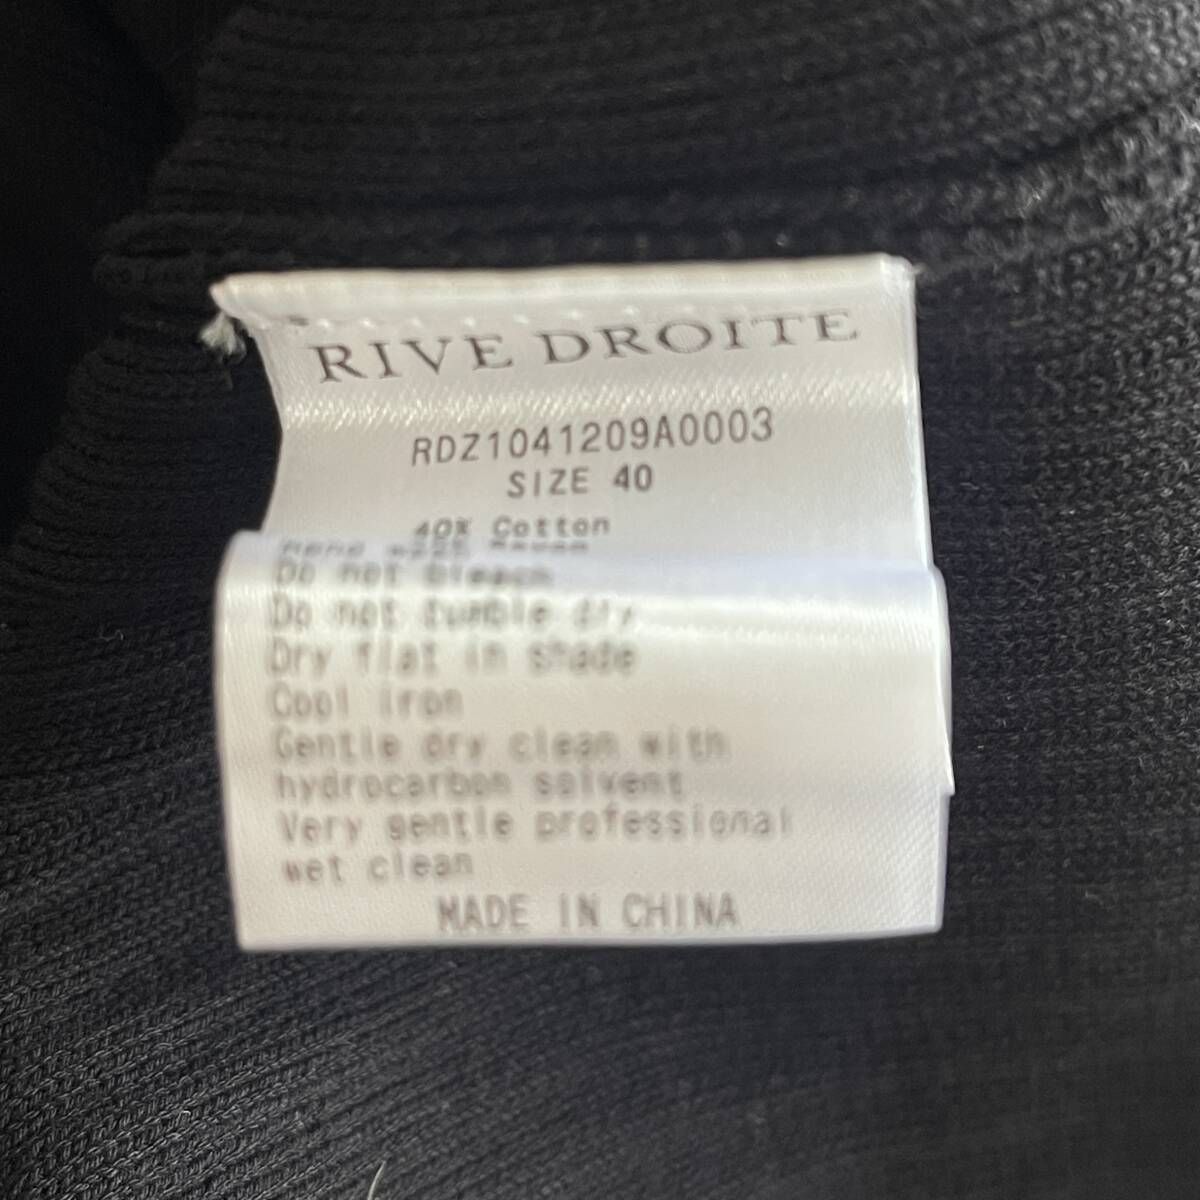 RIVE DROITE
RDZ1041209A0003
SIZE 40
40% Cotton
Do not bleach
Do not tumble dry
Dry flat in shade
Cool iron
Gentle dry clean with
hydrocarbon solvent
Very gentle professional
wet clean
MADE IN CHINA